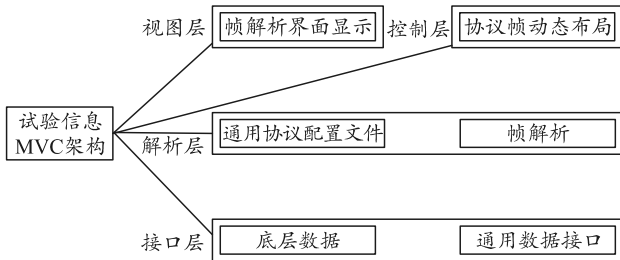 视图层
帧解析界面显示
控制层
协议帧动态布局
试验信息
MVC架构
解析层
通用协议配置文件
帧解析
接口层
底层数据
通用数据接口